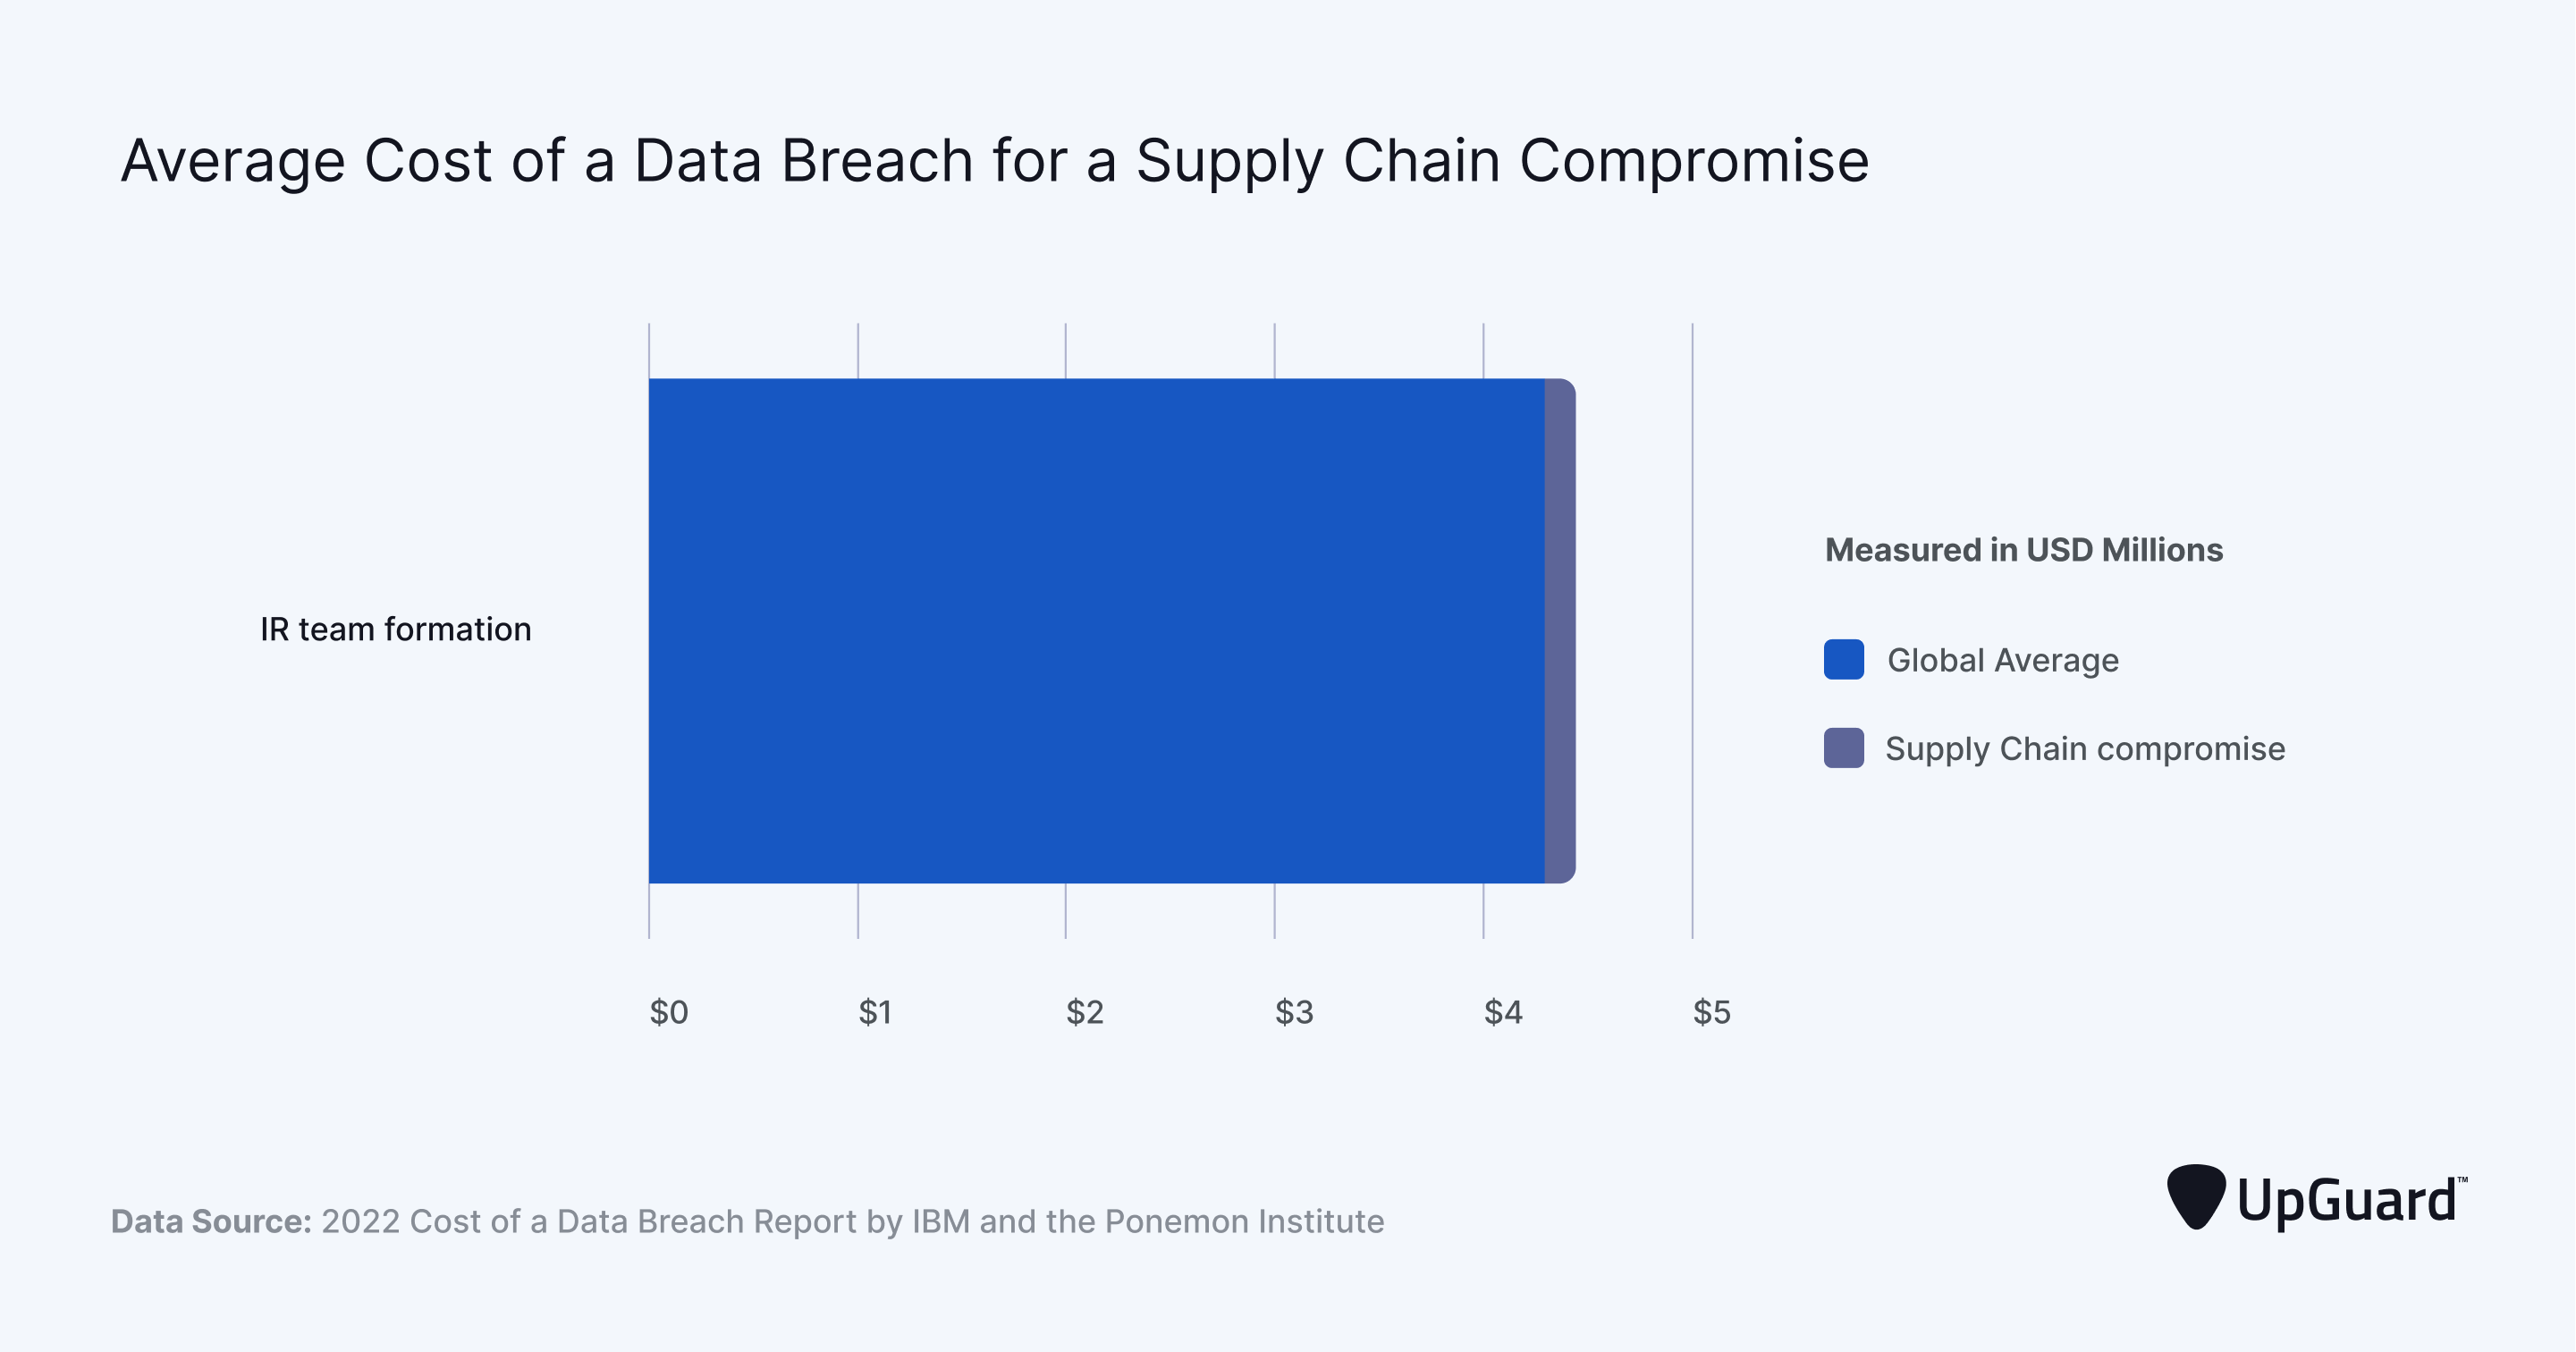 Average Cost of a Data Breach for a Supply Chain Compromise
IR team formation
Measured in USD Millions
Global Average
Supply Chain compromise
$0 $1 $2 $3 $4 $5
Data Source: 2022 Cost of a Data Breach Report by IBM and the Ponemon Institute
UpGuard™